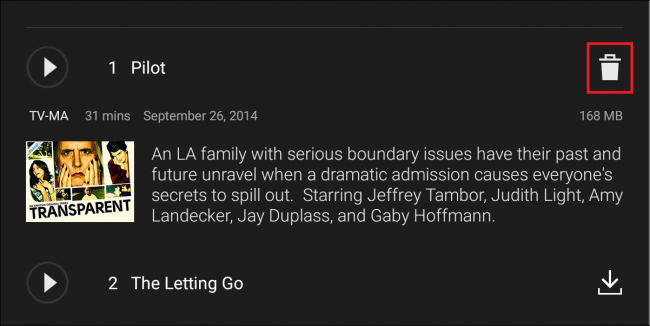 1 Pilot
TV-MA 31 mins September 26, 2014 168 MB
An LA family with serious boundary issues have their past and
future unravel when a dramatic admission causes everyone's
secrets to spill out. Starring Jeffrey Tambor, Judith Light, Amy
Landecker, Jay Duplass, and Gaby Hoffmann.
TRANSPARENT
2 The Letting Go